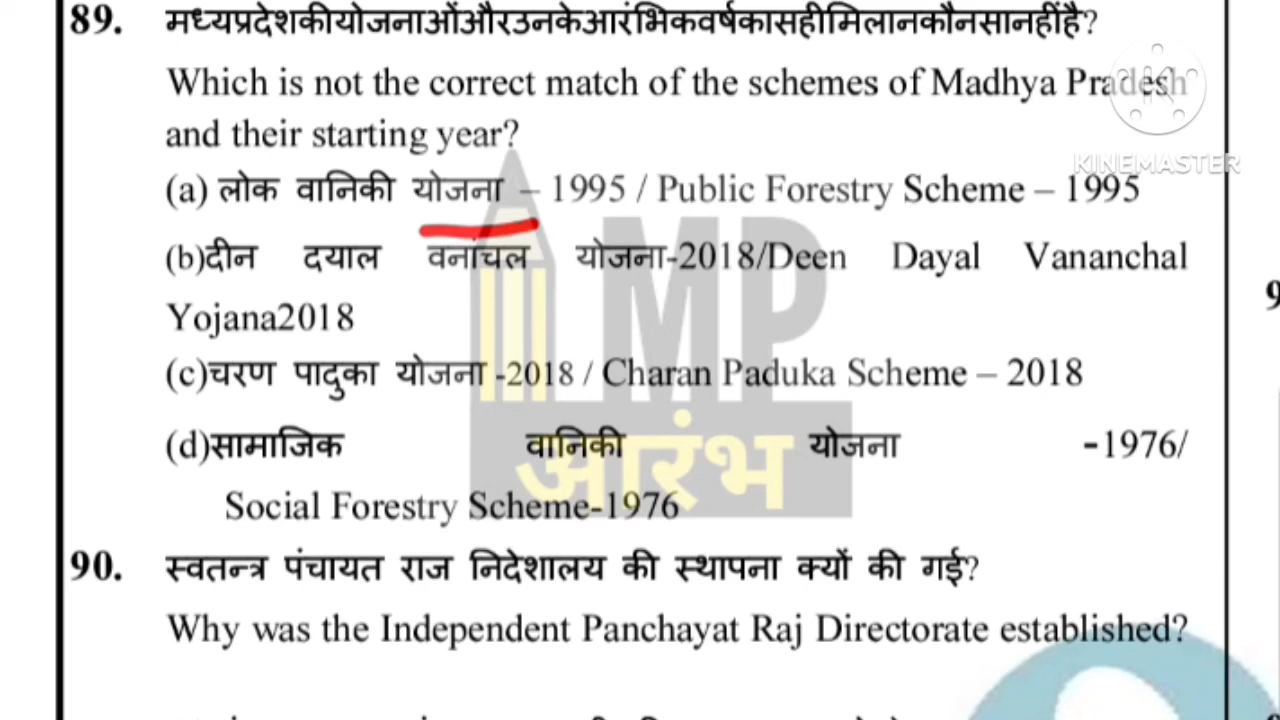 89. मध्यप्रदेशकीयोजनाओंऔरउनकेआरंभिकवर्षकासहीमिलानकौनसानहींहै?
Which is not the correct match of the schemes of Madhya Pradesh
KINEMASTER
and their starting year?
(a) लोक वानिकी योजना – 1995 / Public Forestry Scheme – 1995
(b)दीन दयाल वनांचल योजना-2018/Deen Dayal Vananchal
Yojana2018
MP
(c)चरण पादुका योजना -2018 / Charan Paduka Scheme – 2018
(d)सामाजिक वानिकी योजना -1976/
आरंभ
Social Forestry Scheme-1976
90. स्वतन्त्र पंचायत राज निदेशालय की स्थापना क्यों की गई?
Why was the Independent Panchayat Raj Directorate established?